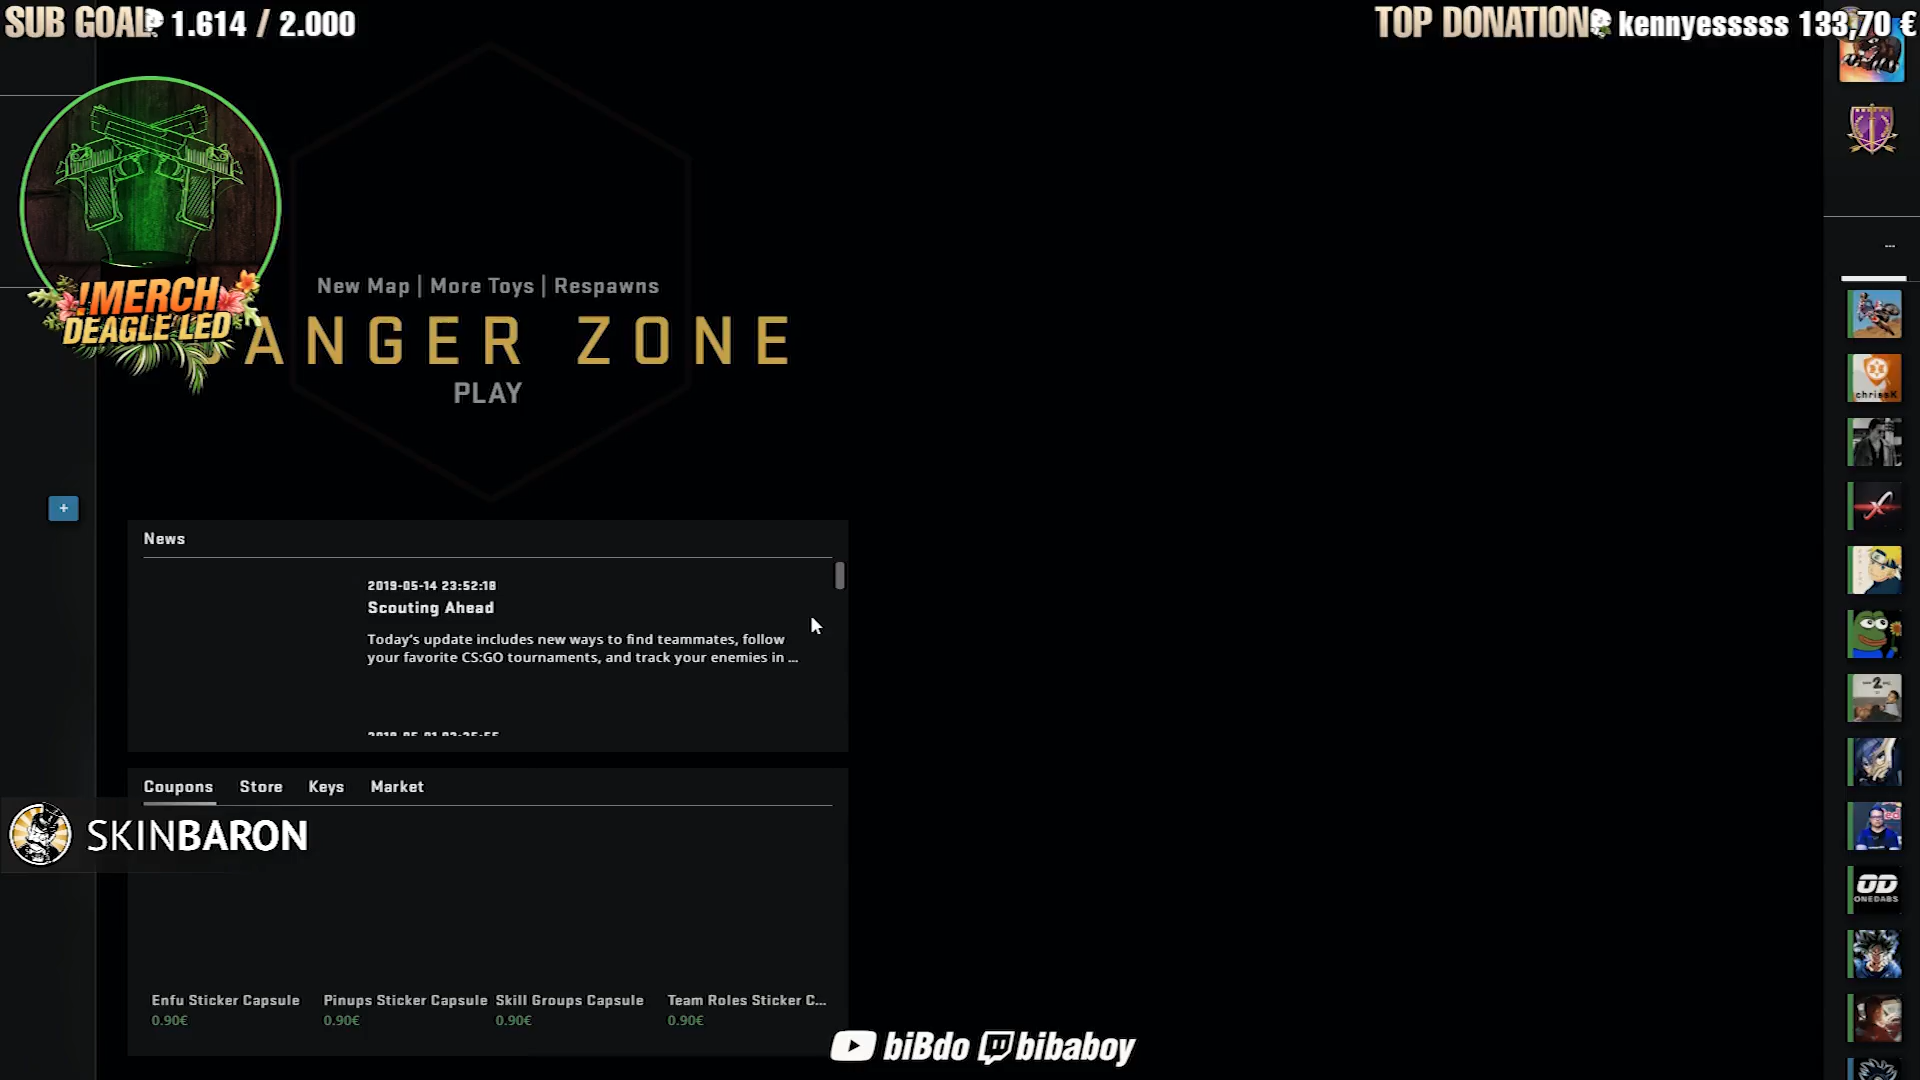 SUB GOAL 1.614 / 2.000
TOP DONATION kennyesssss 133,70 €
!MERCH
DEAGLE LED
New Map | More Toys | Respawns
ANGER ZONE
PLAY
...
chrissK
+
News
2019-05-14 23:52:18
Scouting Ahead
Today's update includes new ways to find teammates, follow
your favorite CS:GO tournaments, and track your enemies in ...
2
Coupons Store Keys Market
SKINBARON
OD
ONEDABS
Enfu Sticker Capsule Pinups Sticker Capsule Skill Groups Capsule Team Roles Sticker C...
0.90€ 0.90€ 0.90€ 0.90€
biBdo bibaboy